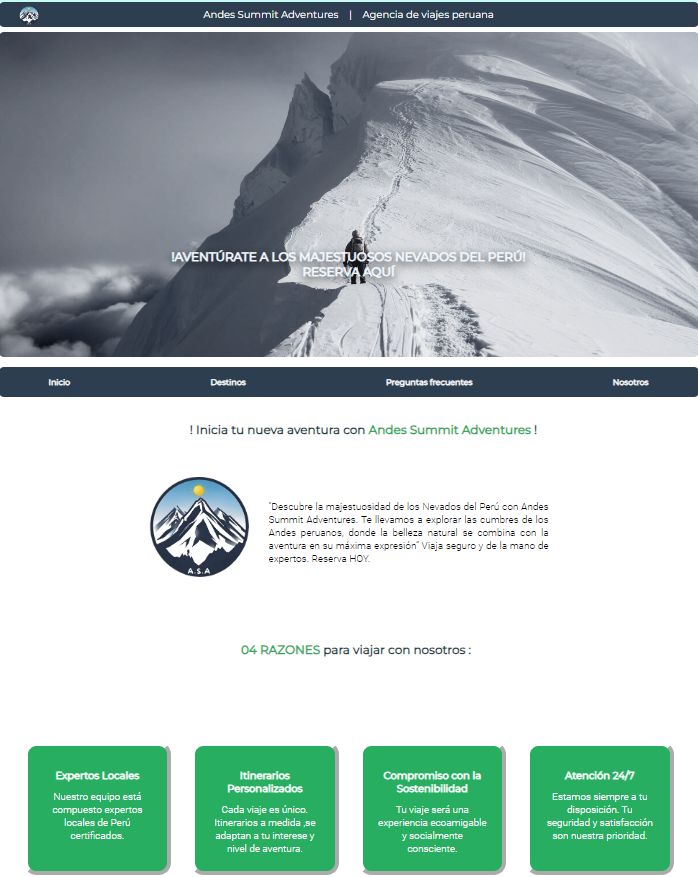 Andes Summit Adventures | Agencia de viajes peruana
!AVENTÚRATE A LOS MAJESTUOSOS NEVADOS DEL PERÚ!
RESERVA AQUÍ
Inicio Destinos Preguntas frecuentes Nosotros
! Inicia tu nueva aventura con Andes Summit Adventures !
"Descubre la majestuosidad de los Nevados del Perú con Andes
Summit Adventures. Te llevamos a explorar las cumbres de los
Andes peruanos, donde la belleza natural se combina con la
aventura en su máxima expresión" Viaja seguro y de la mano de
expertos. Reserva HOY.
A.S.A
04 RAZONES para viajar con nosotros :
Expertos Locales
Nuestro equipo está
compuesto expertos
locales de Perú
certificados.
Itinerarios
Personalizados
Cada viaje es único.
Itinerarios a medida ,se
adaptan a tu interese y
nivel de aventura.
Compromiso con la
Sostenibilidad
Tu viaje será una
experiencia ecoamigable
y socialmente
consciente.
Atención 24/7
Estamos siempre a tu
disposición. Tu
seguridad y satisfacción
son nuestra prioridad.